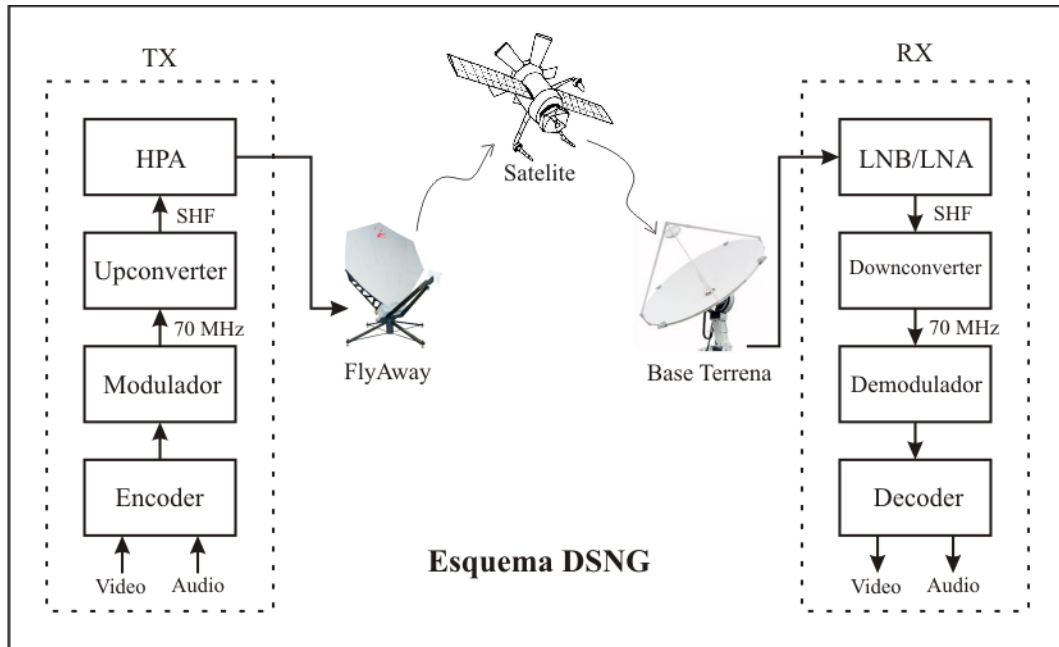 TX
HPA
SHF
Upconverter
70 MHz
Modulador
Encoder
Video
Audio
FlyAway
Satelite
Base Terrena
Esquema DSNG
RX
LNB/LNA
SHF
Downconverter
70 MHz
Demodulador
Decoder
Video
Audio